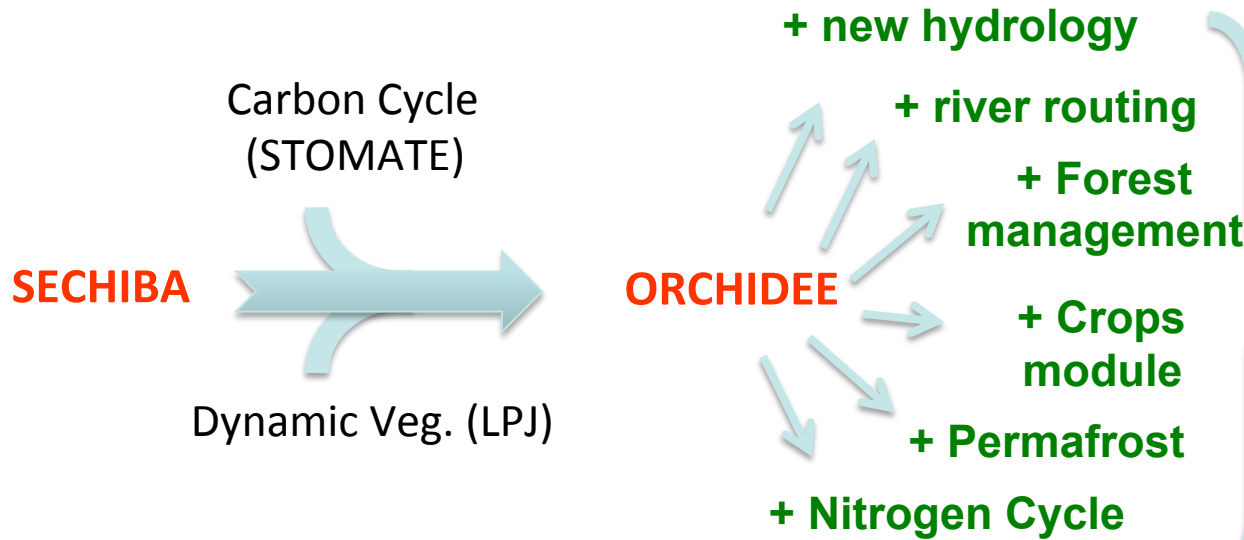 + new hydrology
Carbon Cycle
(STOMATE)
+ river routing
+ Forest
management
SECHIBA
ORCHIDEE
+ Crops
module
Dynamic Veg. (LPJ)
+ Permafrost
+ Nitrogen Cycle